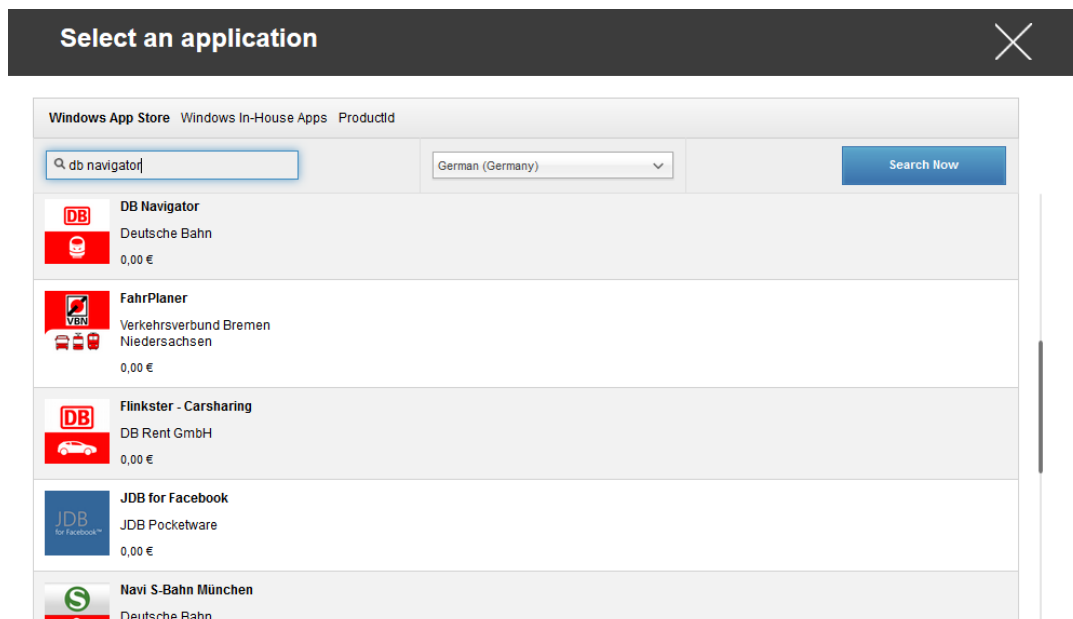 Select an application
Windows App Store Windows In-House Apps ProductId
db navigator German (Germany) Search Now
DB
DB Navigator
Deutsche Bahn
0,00 €
VBN
FahrPlaner
Verkehrsverbund Bremen
Niedersachsen
0,00 €
DB
Flinkster - Carsharing
DB Rent GmbH
0,00 €
JDB
for Facebook™
JDB for Facebook
JDB Pocketware
0,00 €
S
Navi S-Bahn München
Deutsche Bahn